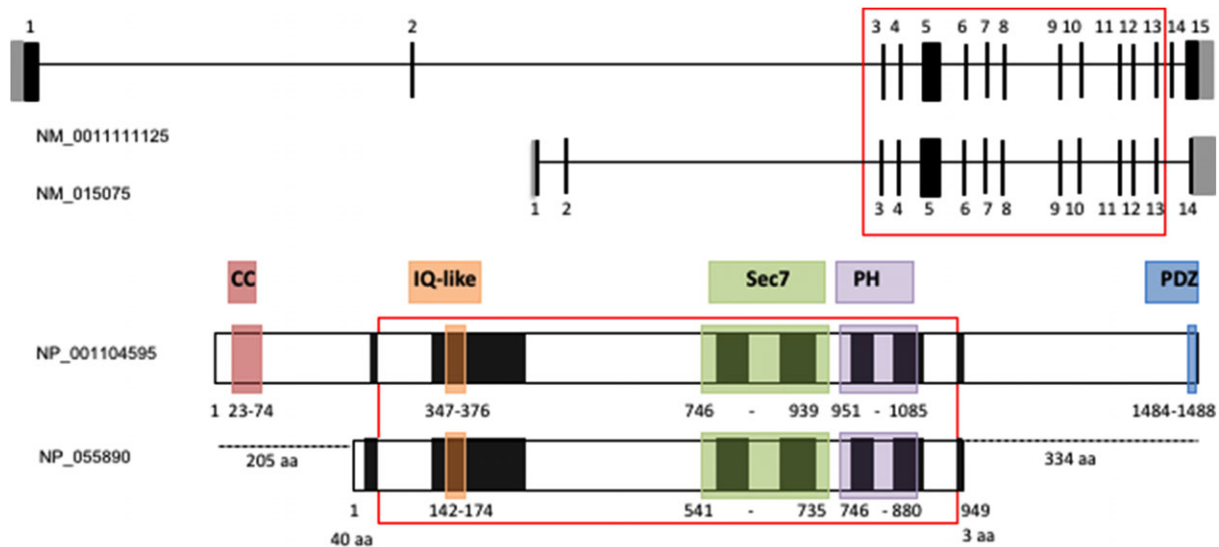 1 2 3 4 5 6 7 8 9 10 11 12 13 14 15
NM_0011111125
NM_015075
1 2 3 4 5 6 7 8 9 10 11 12 13 14
CC IQ-like Sec7 PH PDZ
NP_001104595
1 23-74 347-376 746 - 939 951 - 1085 1484-1488
NP_055890
205 aa 334 aa
1 142-174 541 - 735 746 - 880 949
40 aa 3 aa